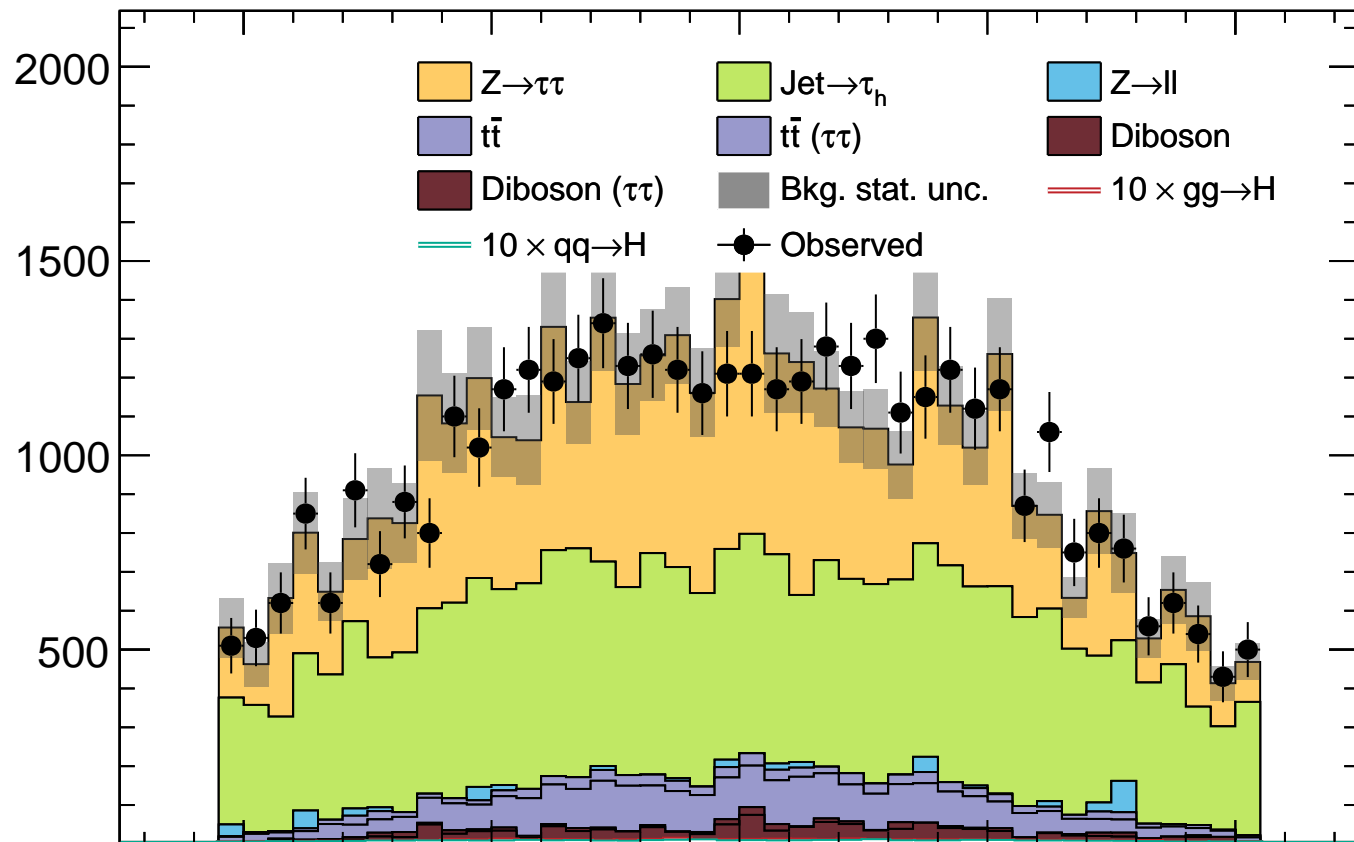 2000
Z→ττ Jet→τh Z→ll
tt̄ tt̄ (ττ) Diboson
Diboson (ττ) Bkg. stat. unc. 10 × gg→H
10 × qq→H Observed
1500
1000
500